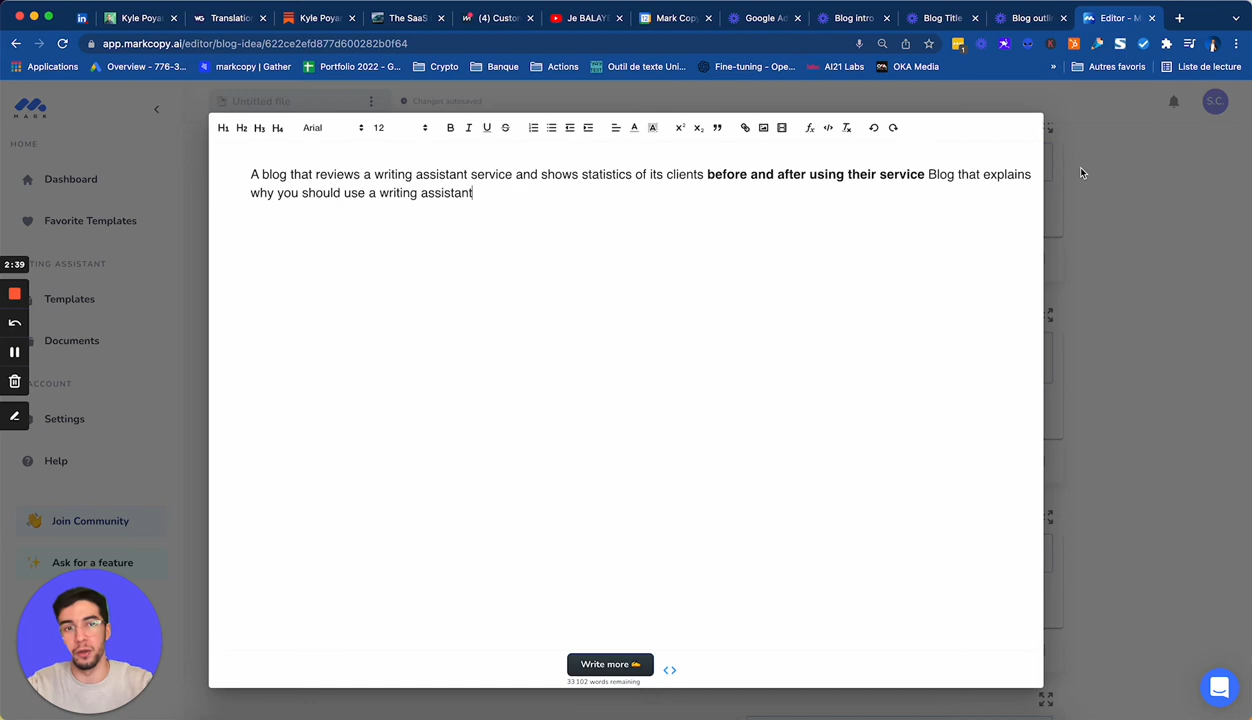 Kyle Poyar
Translation
Kyle Poyar
The SaaS
(4) Custom
Je BALAYE
Mark Copy
Google Ad
Blog intro
Blog Title
Blog outli
Editor - M
app.markcopy.ai/editor/blog-idea/622ce2efd877d600282b0f64
Applications
Overview - 776-3...
markcopy | Gather
Portfolio 2022 - G...
Crypto
Banque
Actions
Outil de texte Uni...
Fine-tuning - Ope...
AI21 Labs
OKA Media
»
Autres favoris
Liste de lecture
MARK
Untitled file
Changes autosaved
S.C.
H1 H2 H3 H4 Arial 12 B I U S
HOME
Dashboard
Favorite Templates
2:39
TING ASSISTANT
Templates
Documents
ACCOUNT
Settings
Help
Join Community
Ask for a feature
A blog that reviews a writing assistant service and shows statistics of its clients before and after using their service Blog that explains
why you should use a writing assistant
Write more
33 102 words remaining